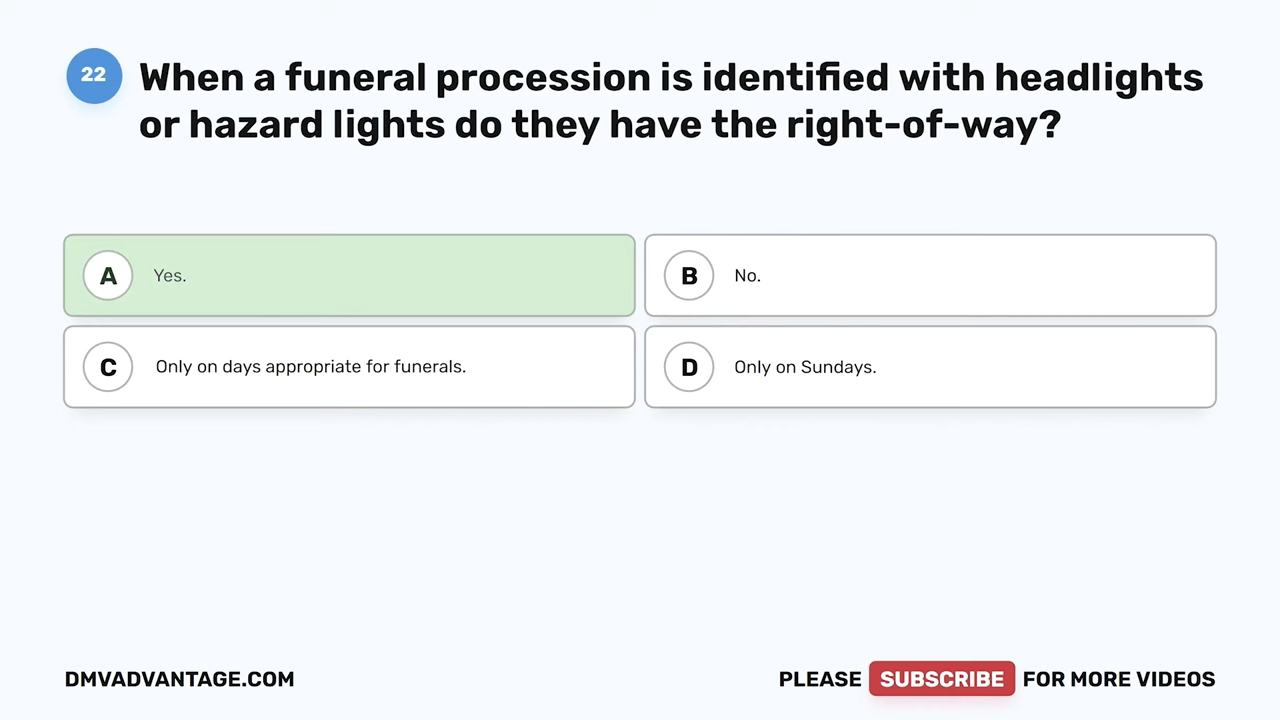 22
When a funeral procession is identified with headlights
or hazard lights do they have the right-of-way?
A Yes.
B No.
C Only on days appropriate for funerals.
D Only on Sundays.
DMVADVANTAGE.COM
PLEASE SUBSCRIBE FOR MORE VIDEOS